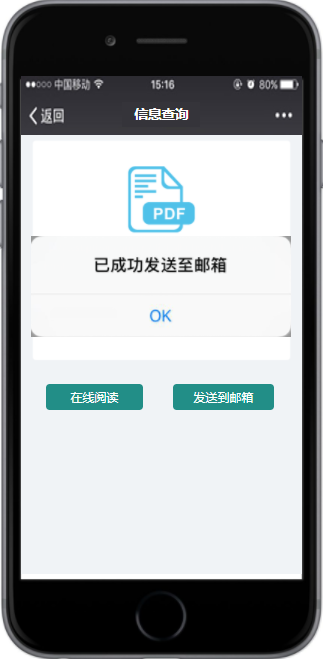 中国移动 15:16 80%
返回 信息查询
PDF
已成功发送至邮箱
OK
在线阅读 发送到邮箱